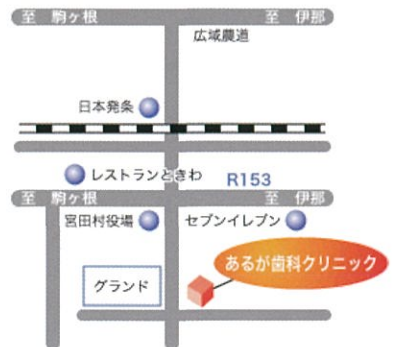 至 駒ヶ根
至 伊那
広域農道
日本発条
レストランときわ
R153
至 駒ヶ根
至 伊那
宮田村役場
セブンイレブン
あるが歯科クリニック
グランド